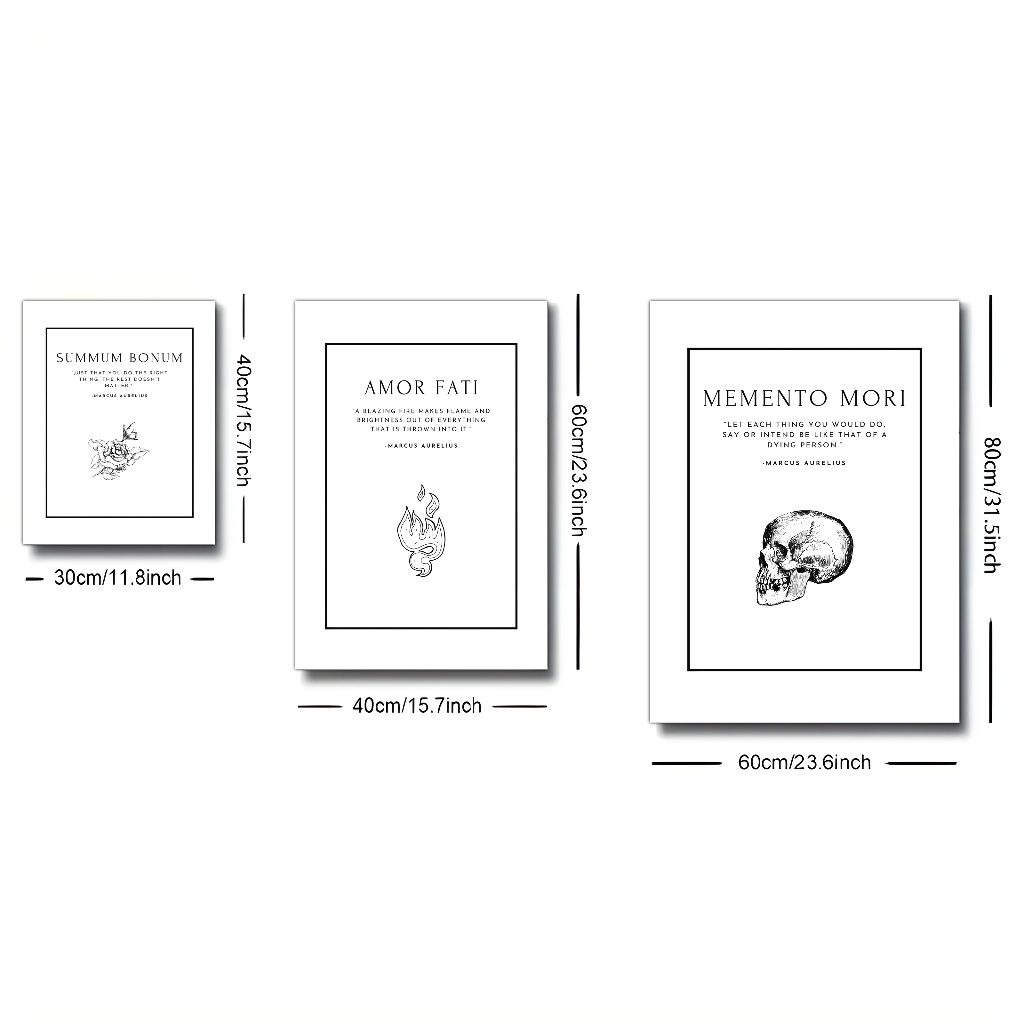 SUMMUM BONUM
"JUST THAT YOU DO THE RIGHT
THING, THE REST DOESN'T
MATTER."
-MARCUS AURELIUS
40cm/15.7inch
30cm/11.8inch
AMOR FATI
"A BLAZING FIRE MAKES FLAME AND
BRIGHTNESS OUT OF EVERYTHING
THAT IS THROWN INTO IT."
-MARCUS AURELIUS
60cm/23.6inch
40cm/15.7inch
MEMENTO MORI
"LET EACH THING YOU WOULD DO,
SAY OR INTEND BE LIKE THAT OF A
DYING PERSON."
-MARCUS AURELIUS
80cm/31.5inch
60cm/23.6inch